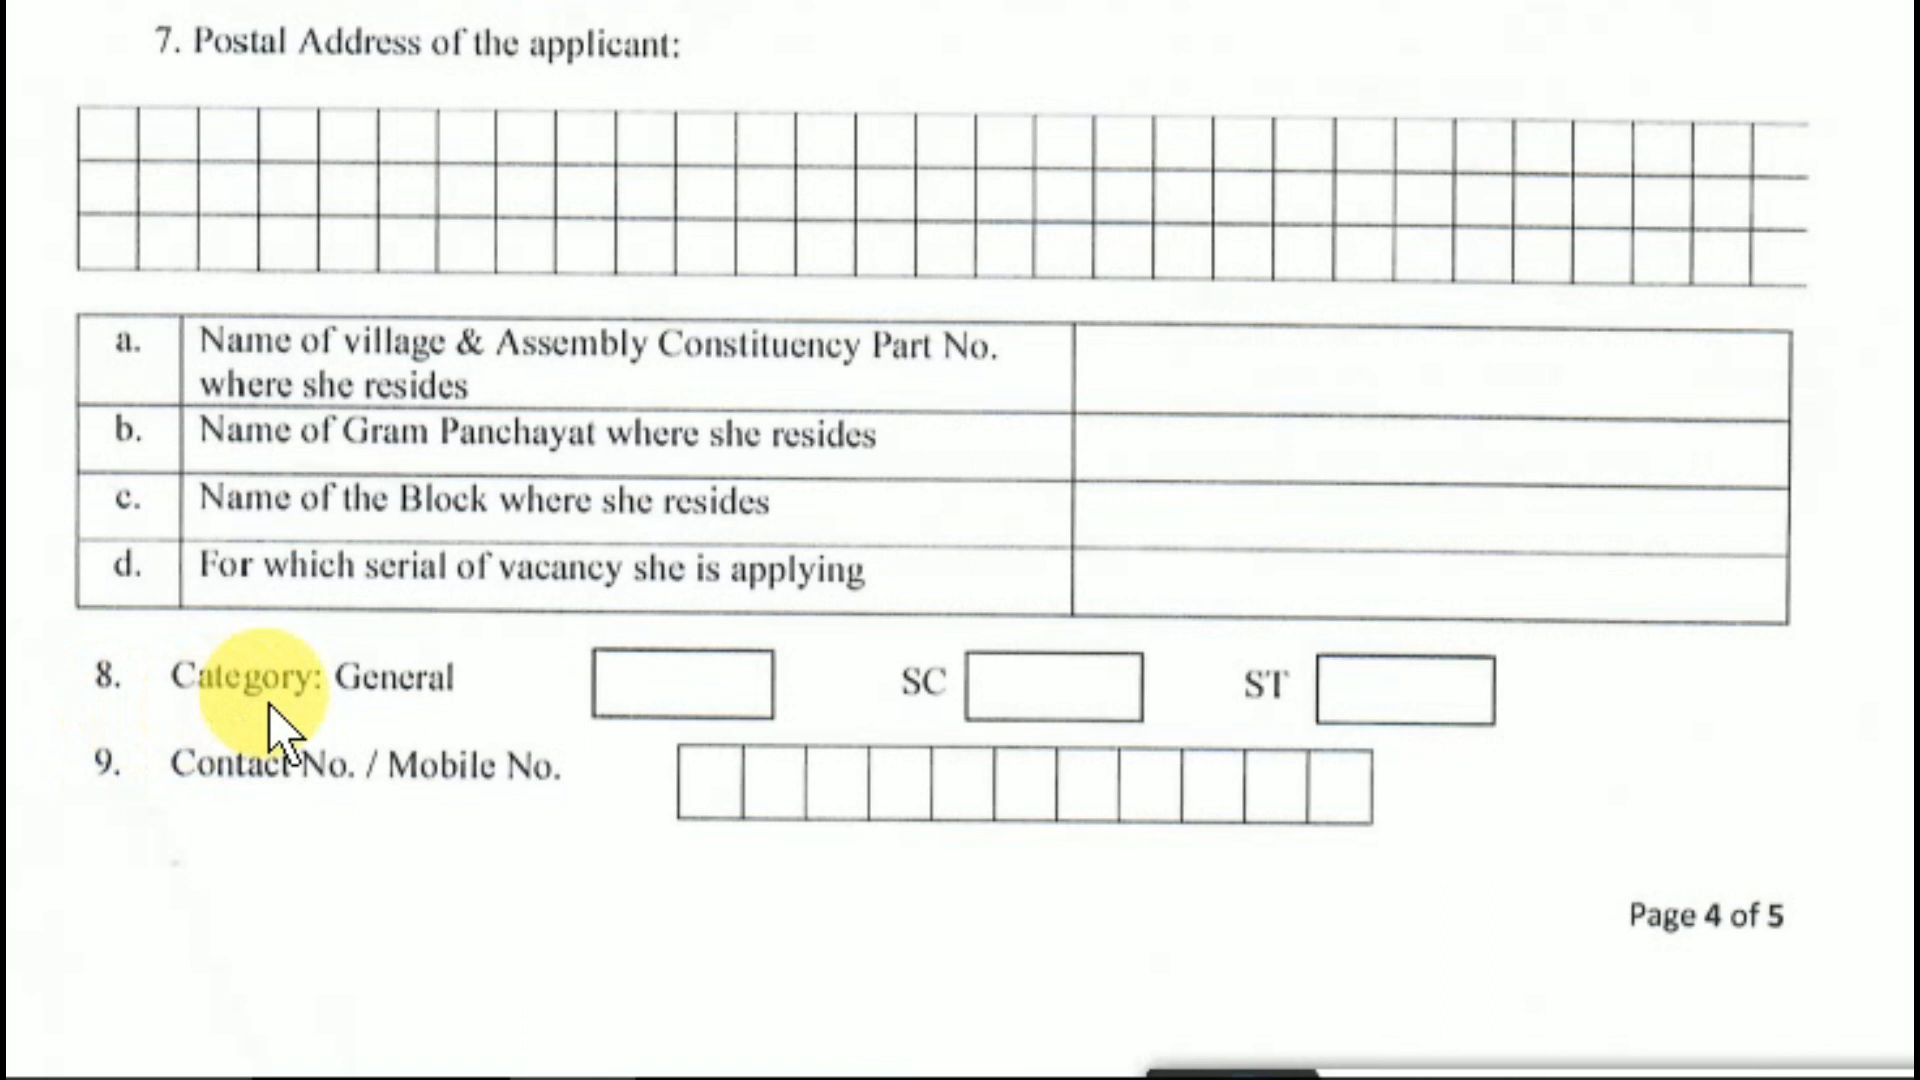 7. Postal Address of the applicant:
a. Name of village & Assembly Constituency Part No.
where she resides
b. Name of Gram Panchayat where she resides
c. Name of the Block where she resides
d. For which serial of vacancy she is applying
8. Category: General SC ST
9. Contact No. / Mobile No.
Page 4 of 5